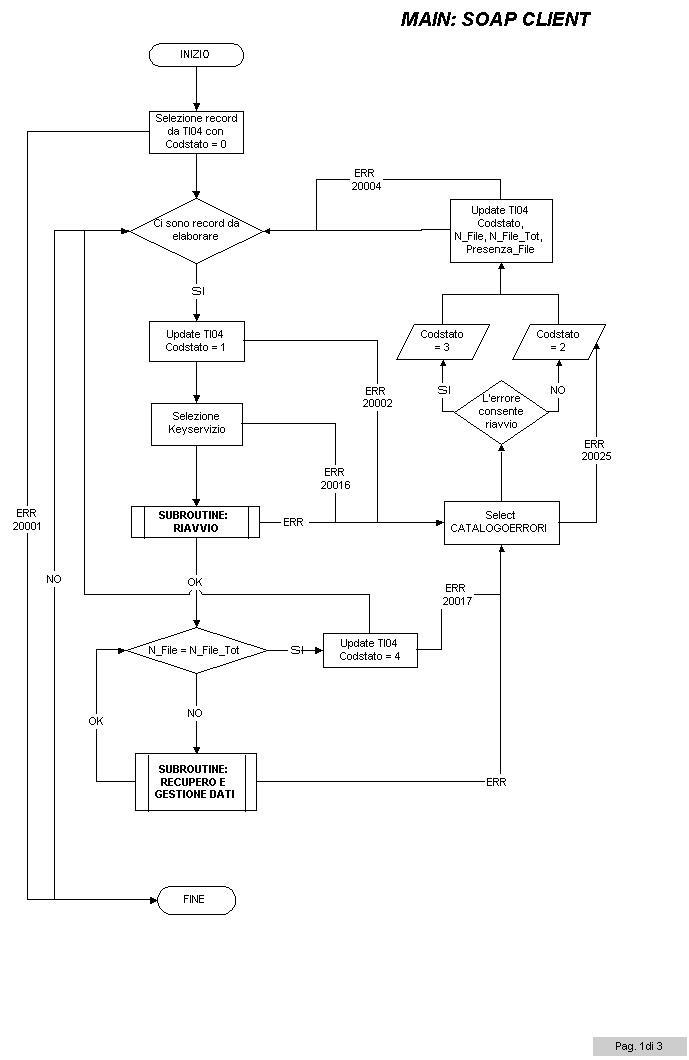 MAIN: SOAP CLIENT
INIZIO
Selezione record
da TI04 con
Codstato = 0
ERR
20004
Update TI04
Codstato,
N_File, N_File_Tot,
Presenza_File
Ci sono record da
elaborare
SI
Update TI04
Codstato = 1
Codstato
= 3
Codstato
= 2
ERR
20002
SI
L'errore
consente
riavvio
NO
Selezione
Keyservizio
ERR
20016
ERR
20025
ERR
20001
SUBROUTINE:
RIAVVIO
ERR
Select
CATALOGOERRORI
NO
OK
ERR
20017
N_File = N_File_Tot
SI
Update TI04
Codstato = 4
NO
OK
SUBROUTINE:
RECUPERO E
GESTIONE DATI
ERR
FINE
Pag. 1di 3